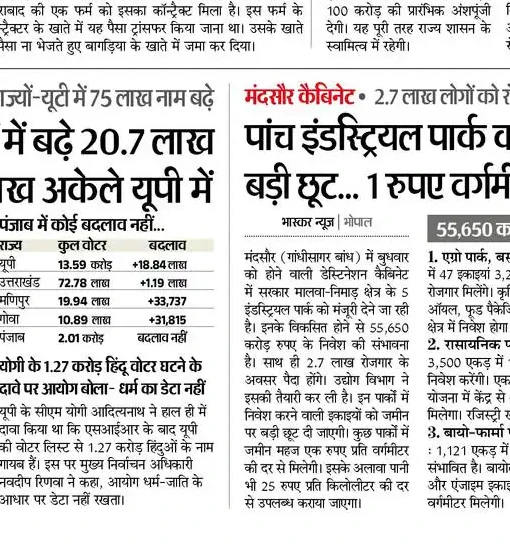 राबाद की एक फर्म को इसका कॉन्ट्रैक्ट मिला है। इस फर्म के
ट्रैक्टर के खाते में यह पैसा ट्रांसफर किया जाना था। उसके खाते
पैसा ना भेजते हुए बागड़िया के खाते में जमा कर दिया।
100 करोड़ की प्रारंभिक अंशपूंजी
देगी। यह पूरी तरह राज्य शासन के
स्वामित्व में रहेगी।
ाज्यों-यूटी में 75 लाख नाम बढ़े
में बढ़े 20.7 लाख
ख अकेले यूपी में
पंजाब में कोई बदलाव नहीं...
राज्य कुल वोटर बदलाव
यूपी 13.59 करोड़ +18.84 लाख
उत्तराखंड 72.78 लाख +1.19 लाख
मणिपुर 19.94 लाख +33,737
गोवा 10.89 लाख +31,815
पंजाब 2.01 करोड़ बदलाव नहीं
योगी के 1.27 करोड़ हिंदू वोटर घटने के
दावे पर आयोग बोला- धर्म का डेटा नहीं
यूपी के सीएम योगी आदित्यनाथ ने हाल ही में
दावा किया था कि एसआईआर के बाद यूपी
की वोटर लिस्ट से 1.27 करोड़ हिंदुओं के नाम
गायब हैं। इस पर मुख्य निर्वाचन अधिकारी
नवदीप रिणवा ने कहा, आयोग धर्म-जाति के
आधार पर डेटा नहीं रखता।
मंदसौर कैबिनेट • 2.7 लाख लोगों को रो
पांच इंडस्ट्रियल पार्क क
बड़ी छूट... 1 रुपए वर्गमी
भास्कर न्यूज | भोपाल
मंदसौर (गांधीसागर बांध) में बुधवार
को होने वाली डेस्टिनेशन कैबिनेट
में सरकार मालवा-निमाड़ क्षेत्र के 5
इंडस्ट्रियल पार्क को मंजूरी देने जा रही
है। इनके विकसित होने से 55,650
करोड़ रुपए के निवेश की संभावना
है। साथ ही 2.7 लाख रोजगार के
अवसर पैदा होंगे। उद्योग विभाग ने
इसकी तैयारी कर ली है। इन पार्कों में
निवेश करने वाली इकाइयों को जमीन
पर बड़ी छूट दी जाएगी। कुछ पार्कों में
जमीन महज एक रुपए प्रति वर्गमीटर
की दर से मिलेगी। इसके अलावा पानी
भी 25 रुपए प्रति किलोलीटर की दर
से उपलब्ध कराया जाएगा।
55,650 क
1. एग्रो पार्क, बस
में 47 इकाइयां 3,2
रोजगार मिलेंगे। कृ
ऑयल, फूड पैकेजि
क्षेत्र में निवेश होगा
2. रासायनिक प
3,500 एकड़ में 1
निवेश करेंगी। एक
योजना में केंद्र से
मिलेगा। रजिस्ट्री ख
3. बायो-फार्मा प
: 1,121 एकड़ में
संभावित है। बायो
और एंजाइम इका
वर्गमीटर मिलेगी।